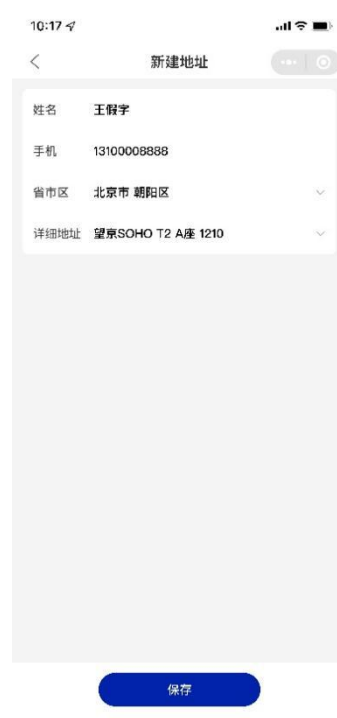 10:17
新建地址
姓名 王假字
手机 13100008888
省市区 北京市 朝阳区
详细地址 望京SOHO T2 A座 1210
保存